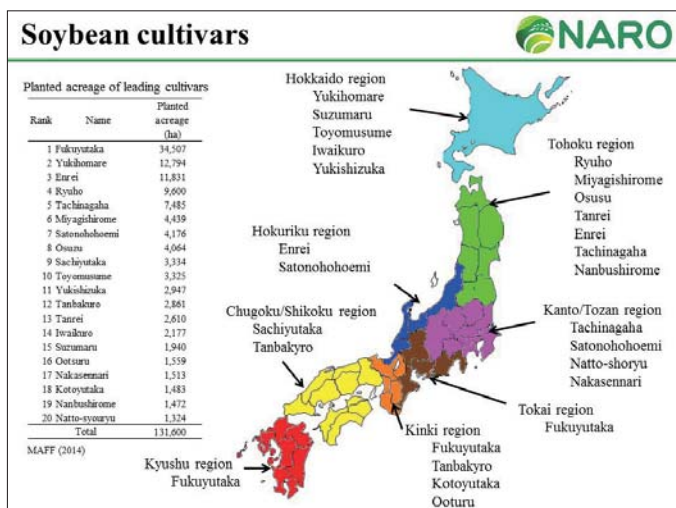 Soybean cultivars
NARO
Planted acreage of leading cultivars
Rank Name Planted acreage (ha)
1 Fukuyutaka 34,507
2 Yukihomare 12,794
3 Enrei 11,831
4 Ryuho 9,600
5 Tachinagaha 7,485
6 Miyagishirome 4,439
7 Satonohohoemi 4,176
8 Osuzu 4,064
9 Sachiyutaka 3,334
10 Toyomusume 3,325
11 Yukishizuka 2,947
12 Tanbakuro 2,861
13 Tanrei 2,610
14 Iwaikuro 2,177
15 Suzumaru 1,940
16 Ootsuru 1,559
17 Nakasennari 1,513
18 Kotoyutaka 1,483
19 Nanbushirome 1,472
20 Natto-syouryu 1,324
Total 131,600
MAFF (2014)
Hokkaido region
Yukihomare
Suzumaru
Toyomusume
Iwaikuro
Yukishizuka
Tohoku region
Ryuho
Miyagishirome
Osusu
Tanrei
Enrei
Tachinagaha
Nanbushirome
Hokuriku region
Enrei
Satonohohoemi
Chugoku/Shikoku region
Sachiyutaka
Tanbakyro
Kanto/Tozan region
Tachinagaha
Satonohohoemi
Natto-shoryu
Nakasennari
Tokai region
Fukuyutaka
Kinki region
Fukuyutaka
Tanbakyro
Kotoyutaka
Ooturu
Kyushu region
Fukuyutaka